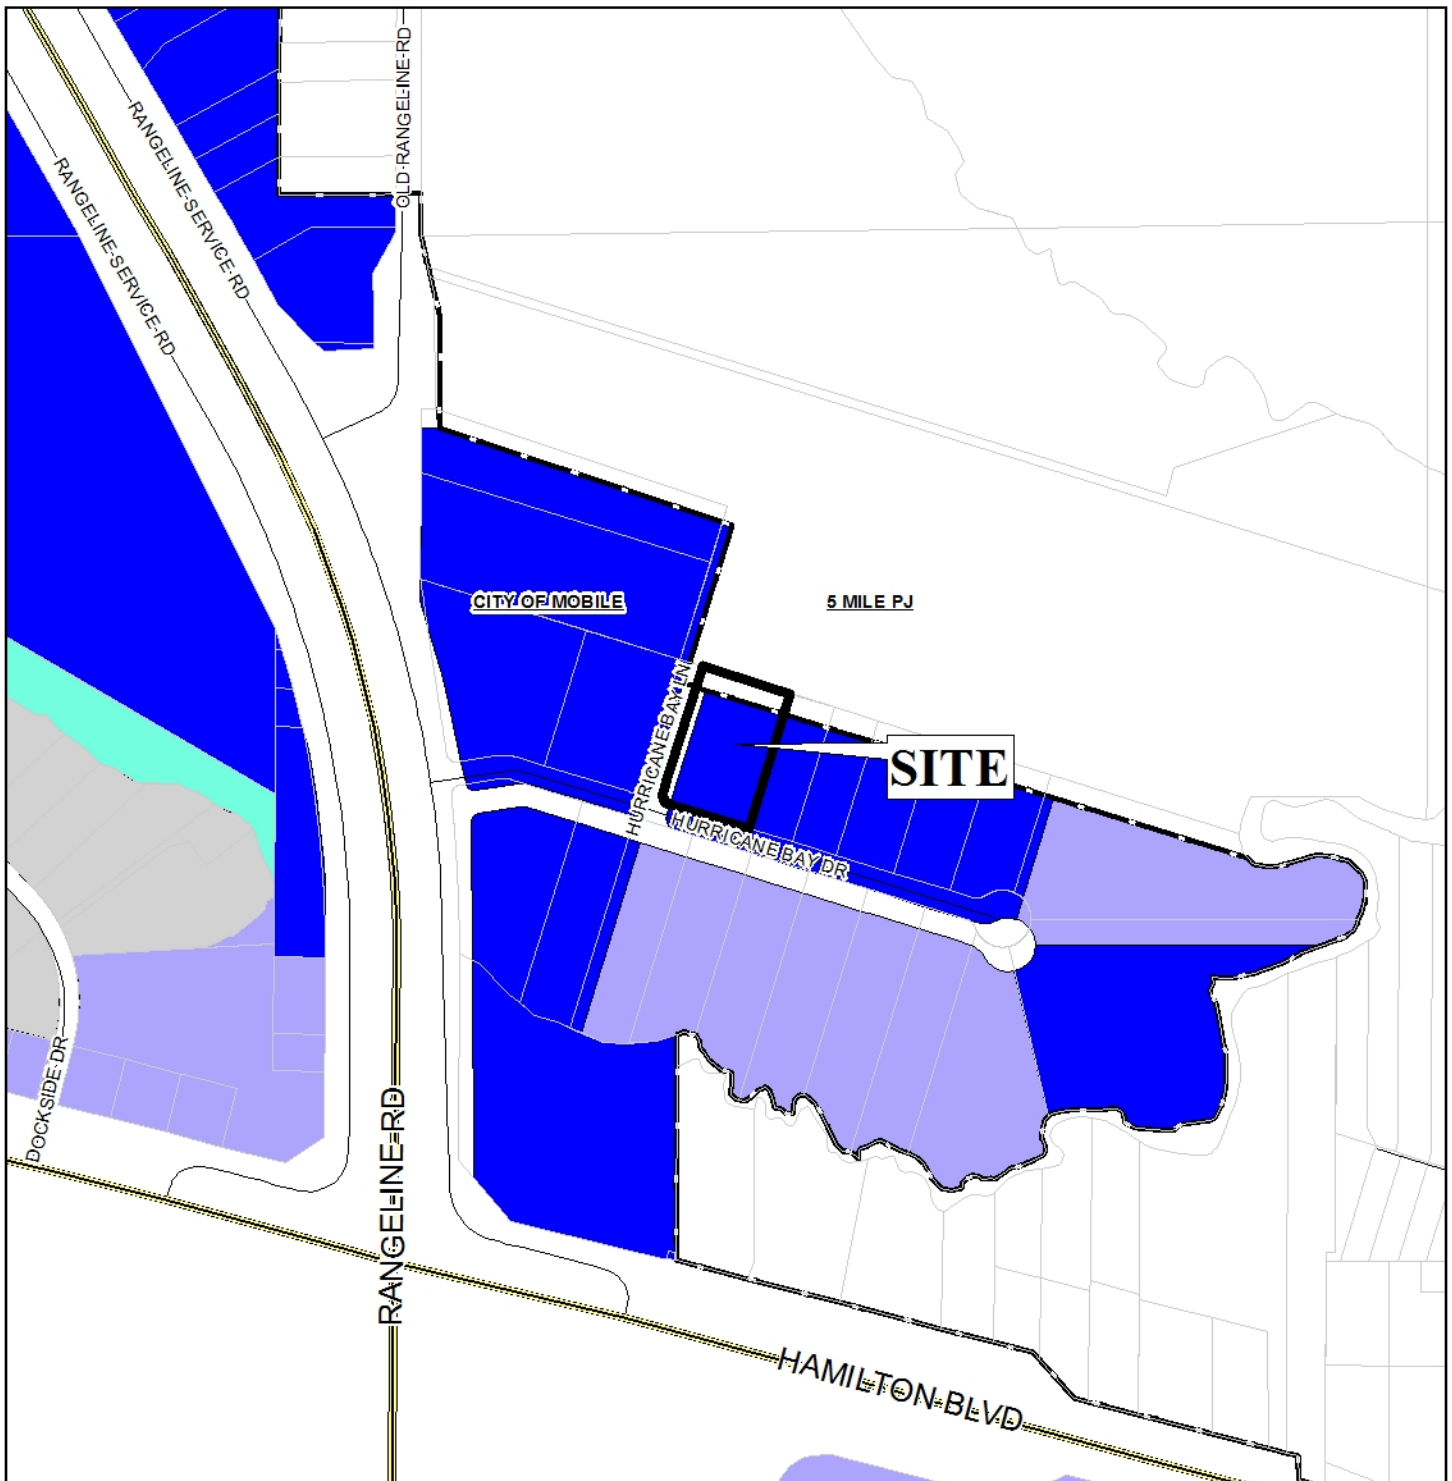 OLD-RANGELINE-RD
RANGELINE-SERVICE-RD
RANGELINE-SERVICE-RD
CITY OF MOBILE
5 MILE PJ
HURRICANE BAY LN
SITE
HURRICANE BAY DR
DOCKSIDE-DR
RANGELINE-RD
HAMILTON-BLVD